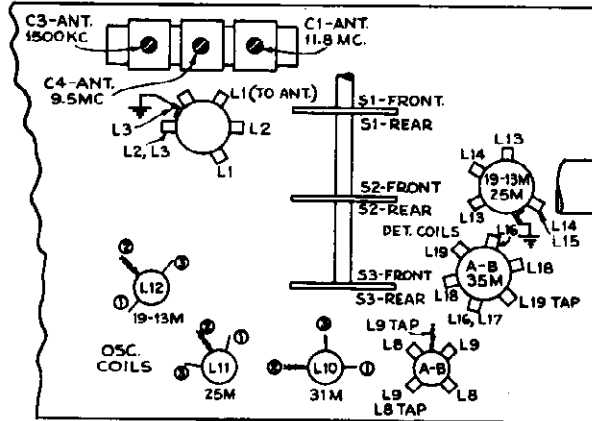 C3-ANT.
1500KC
C1-ANT.
11.8 MC.
C4-ANT.
9.5MC
L1(TO ANT.)
L3
L2
L2, L3
L1
S1-FRONT.
S1-REAR
S2-FRONT
S2-REAR
S3-FRONT
S3-REAR
L13
L14
19-13M
25M
L13
L14
L15
DET. COILS
L16
L19
A-B
35M
L18
L18
L19 TAP
L16, L17
②
③
L12
①
19-13M
OSC.
COILS
②
①
L11
③
25M
③
L10
②
①
31M
L9 TAP
L8
L9
A-B
L9
L8
L8 TAP